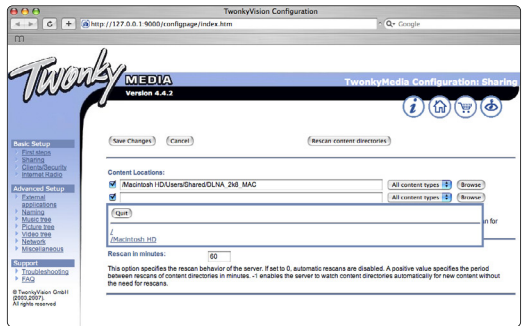 TwonkyVision Configuration
http://127.0.0.1:9000/configpage/index.htm
Google
Twonky
MEDIA
Version 4.4.2
TwonkyMedia Configuration: Sharing
Save Changes
Cancel
Rescan content directories
Basic Setup
First steps
Sharing
Clients/Security
Internet Radio
Advanced Setup
External
applications
Naming
Music tree
Picture tree
Video tree
Network
Miscellaneous
Support
Troubleshooting
FAQ
© TwonkyVision GmbH
(2003,2007).
All rights reserved
Content Locations:
/Macintosh HD/Users/Shared/DLNA_2k8_MAC
All content types
Browse
All content types
Browse
Quit
/
/Macintosh HD
n for
Rescan in minutes:
60
This option specifies the rescan behavior of the server. If set to 0, automatic rescans are disabled. A positive value specifies the period
between rescans of content directories in minutes. -1 enables the server to watch content directories automatically for new content without
the need for rescans.